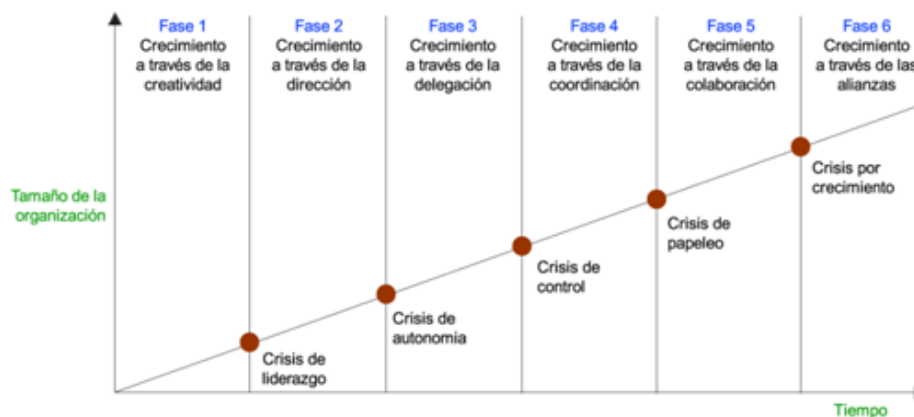 Fase 1
Crecimiento
a través de la
creatividad
Fase 2
Crecimiento
a través de la
dirección
Fase 3
Crecimiento
a través de la
delegación
Fase 4
Crecimiento
a través de la
coordinación
Fase 5
Crecimiento
a través de la
colaboración
Fase 6
Crecimiento
a través de las
alianzas
Tamaño de la
organización
Crisis por
crecimiento
Crisis de
papeleo
Crisis de
control
Crisis de
autonomia
Crisis de
liderazgo
Tiempo